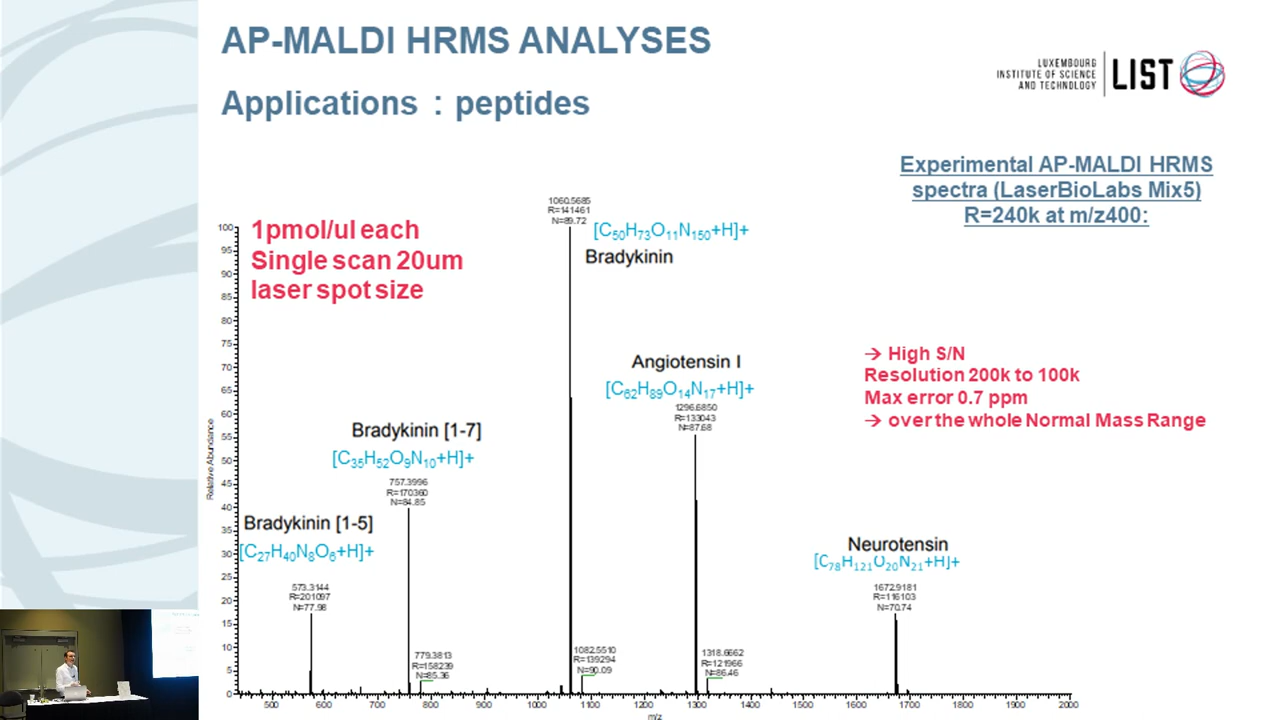 AP-MALDI HRMS ANALYSES
Applications : peptides
LUXEMBOURG
INSTITUTE OF SCIENCE
AND TECHNOLOGY
LIST
Experimental AP-MALDI HRMS
spectra (LaserBioLabs Mix5)
R=240k at m/z400:
1pmol/ul each
Single scan 20um
laser spot size
1060.5685
R=141461
N=89.72
[C50H73O11N150+H]+
Bradykinin
Angiotensin I
[C62H89O14N17+H]+
1296.6850
R=133043
N=87.68
→ High S/N
Resolution 200k to 100k
Max error 0.7 ppm
→ over the whole Normal Mass Range
Bradykinin [1-7]
[C35H52O9N10+H]+
757.3996
R=170360
N=84.85
Bradykinin [1-5]
[C27H40N8O6+H]+
573.3144
R=201097
N=77.98
Neurotensin
[C78H121O20N21+H]+
1672.9181
R=116103
N=70.74
779.3813
R=158239
N=85.36
1082.5510
R=139294
N=90.09
1318.6662
R=121966
N=86.46
Relative Abundance
100
95
90
85
80
75
70
65
60
55
50
45
40
35
30
25
20
15
10
5
0
500 600 700 800 900 1000 1100 1200 1300 1400 1500 1600 1700 1800 1900 2000
m/z